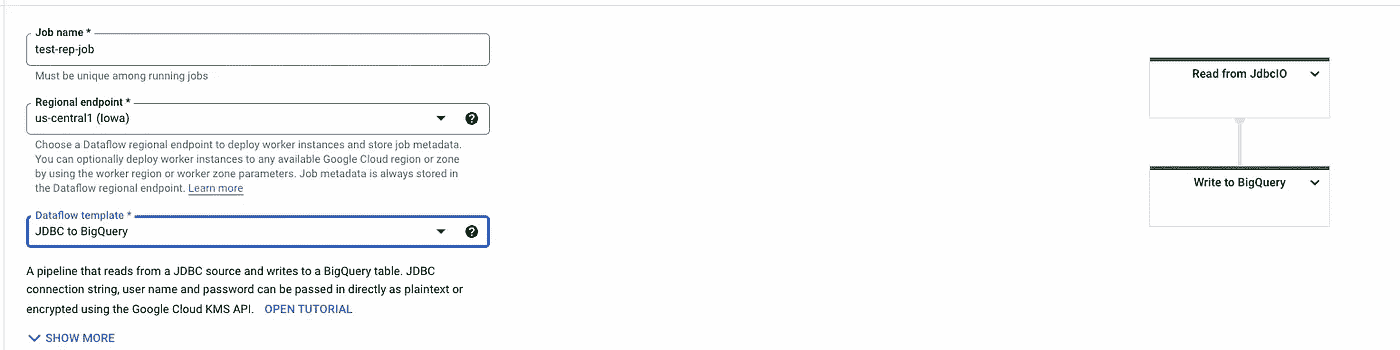 Job name *
test-rep-job
Must be unique among running jobs
Regional endpoint *
us-central1 (Iowa)
Choose a Dataflow regional endpoint to deploy worker instances and store job metadata.
You can optionally deploy worker instances to any available Google Cloud region or zone
by using the worker region or worker zone parameters. Job metadata is always stored in
the Dataflow regional endpoint. Learn more
Dataflow template *
JDBC to BigQuery
A pipeline that reads from a JDBC source and writes to a BigQuery table. JDBC
connection string, user name and password can be passed in directly as plaintext or
encrypted using the Google Cloud KMS API. OPEN TUTORIAL
SHOW MORE
Read from JdbcIO
Write to BigQuery